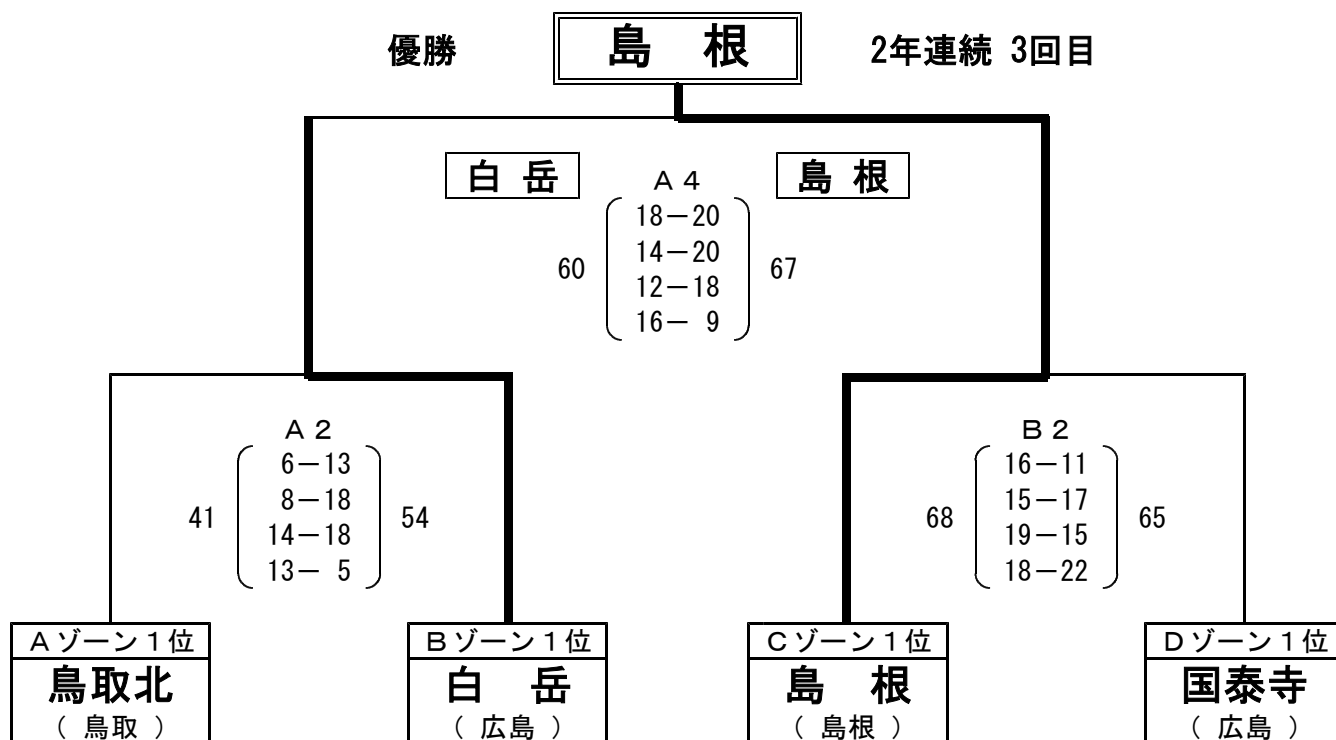 優勝 島 根 2年連続 3回目
白 岳 島 根
Ａ４
18－20
14－20
60 67
12－18
16－ 9
Ａ２
6－13
8－18
41 54
14－18
13－ 5
Ｂ２
16－11
15－17
68 65
19－15
18－22
Ａゾーン１位
鳥取北
（ 鳥取 ）
Ｂゾーン１位
白 岳
（ 広島 ）
Ｃゾーン１位
島 根
（ 島根 ）
Ｄゾーン１位
国泰寺
（ 広島 ）